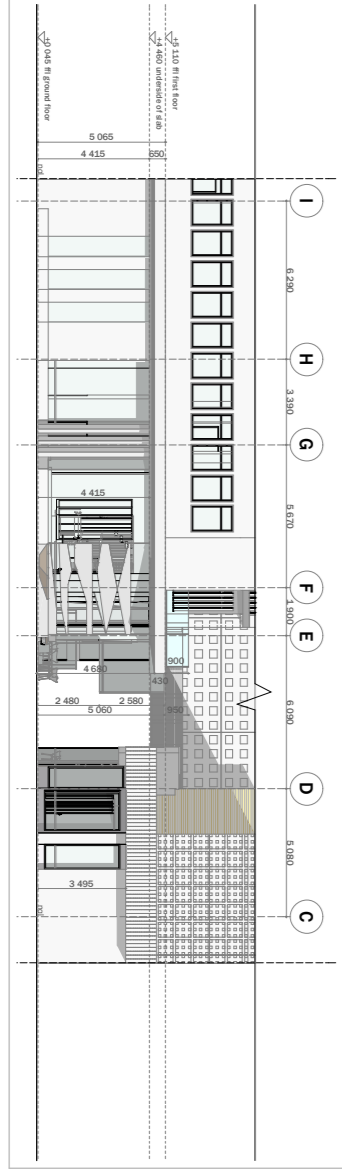 I
H
G
F
E
D
C
6 290
3 390
5 670
1 900
6 090
5 080
+5 110 ffl first floor
+4 460 underside of slab
+0 045 ffl ground floor
5 065
650
4 415
4 415
900
4 680
430
2 480
2 580
5 060
950
3 495